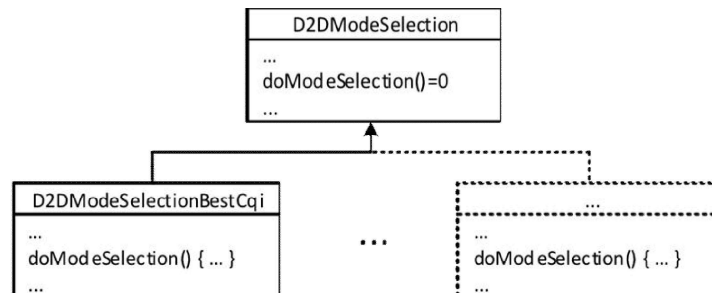 D2DModeSelection
...
doModeSelection()=0
...
D2DModeSelectionBestCqi
...
doModeSelection() { ... }
...
...
...
...
doModeSelection() { ... }
...